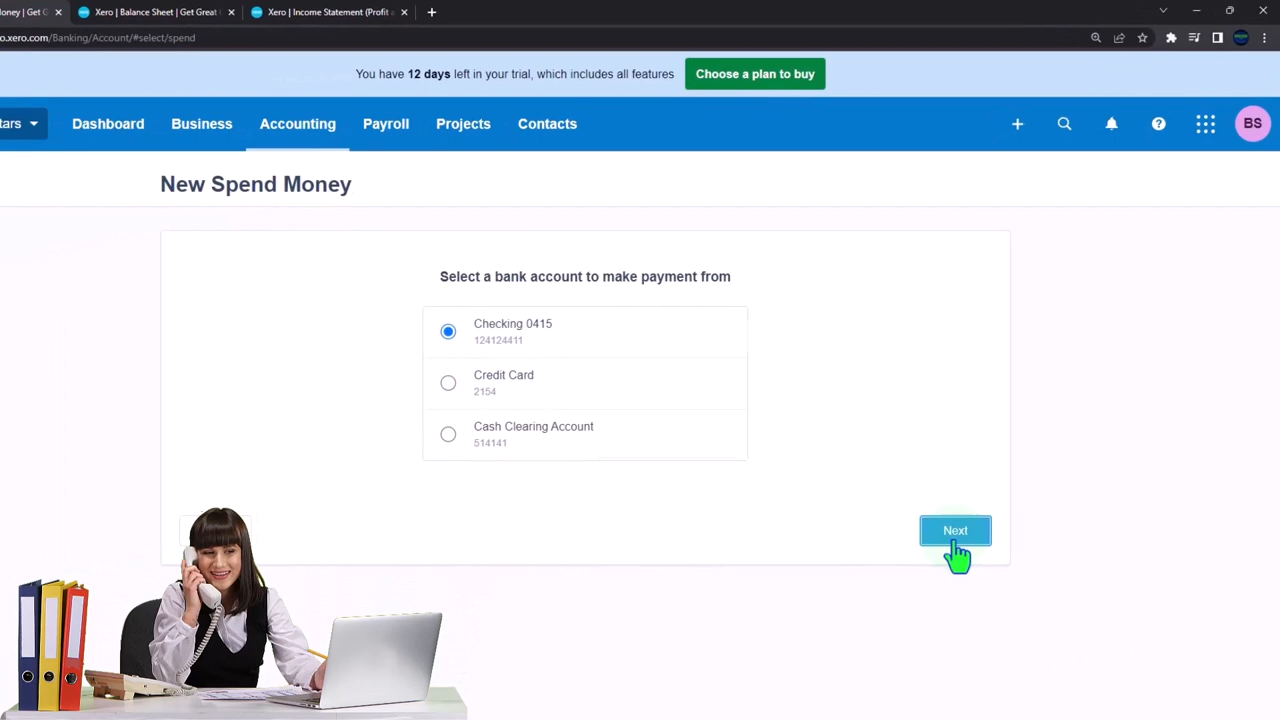 oney | Get G
Xero | Balance Sheet | Get Great
Xero | Income Statement (Profit a
o.xero.com/Banking/Account/#select/spend
You have 12 days left in your trial, which includes all features
Choose a plan to buy
tars
Dashboard
Business
Accounting
Payroll
Projects
Contacts
BS
New Spend Money
Select a bank account to make payment from
Checking 0415
124124411
Credit Card
2154
Cash Clearing Account
514141
Next